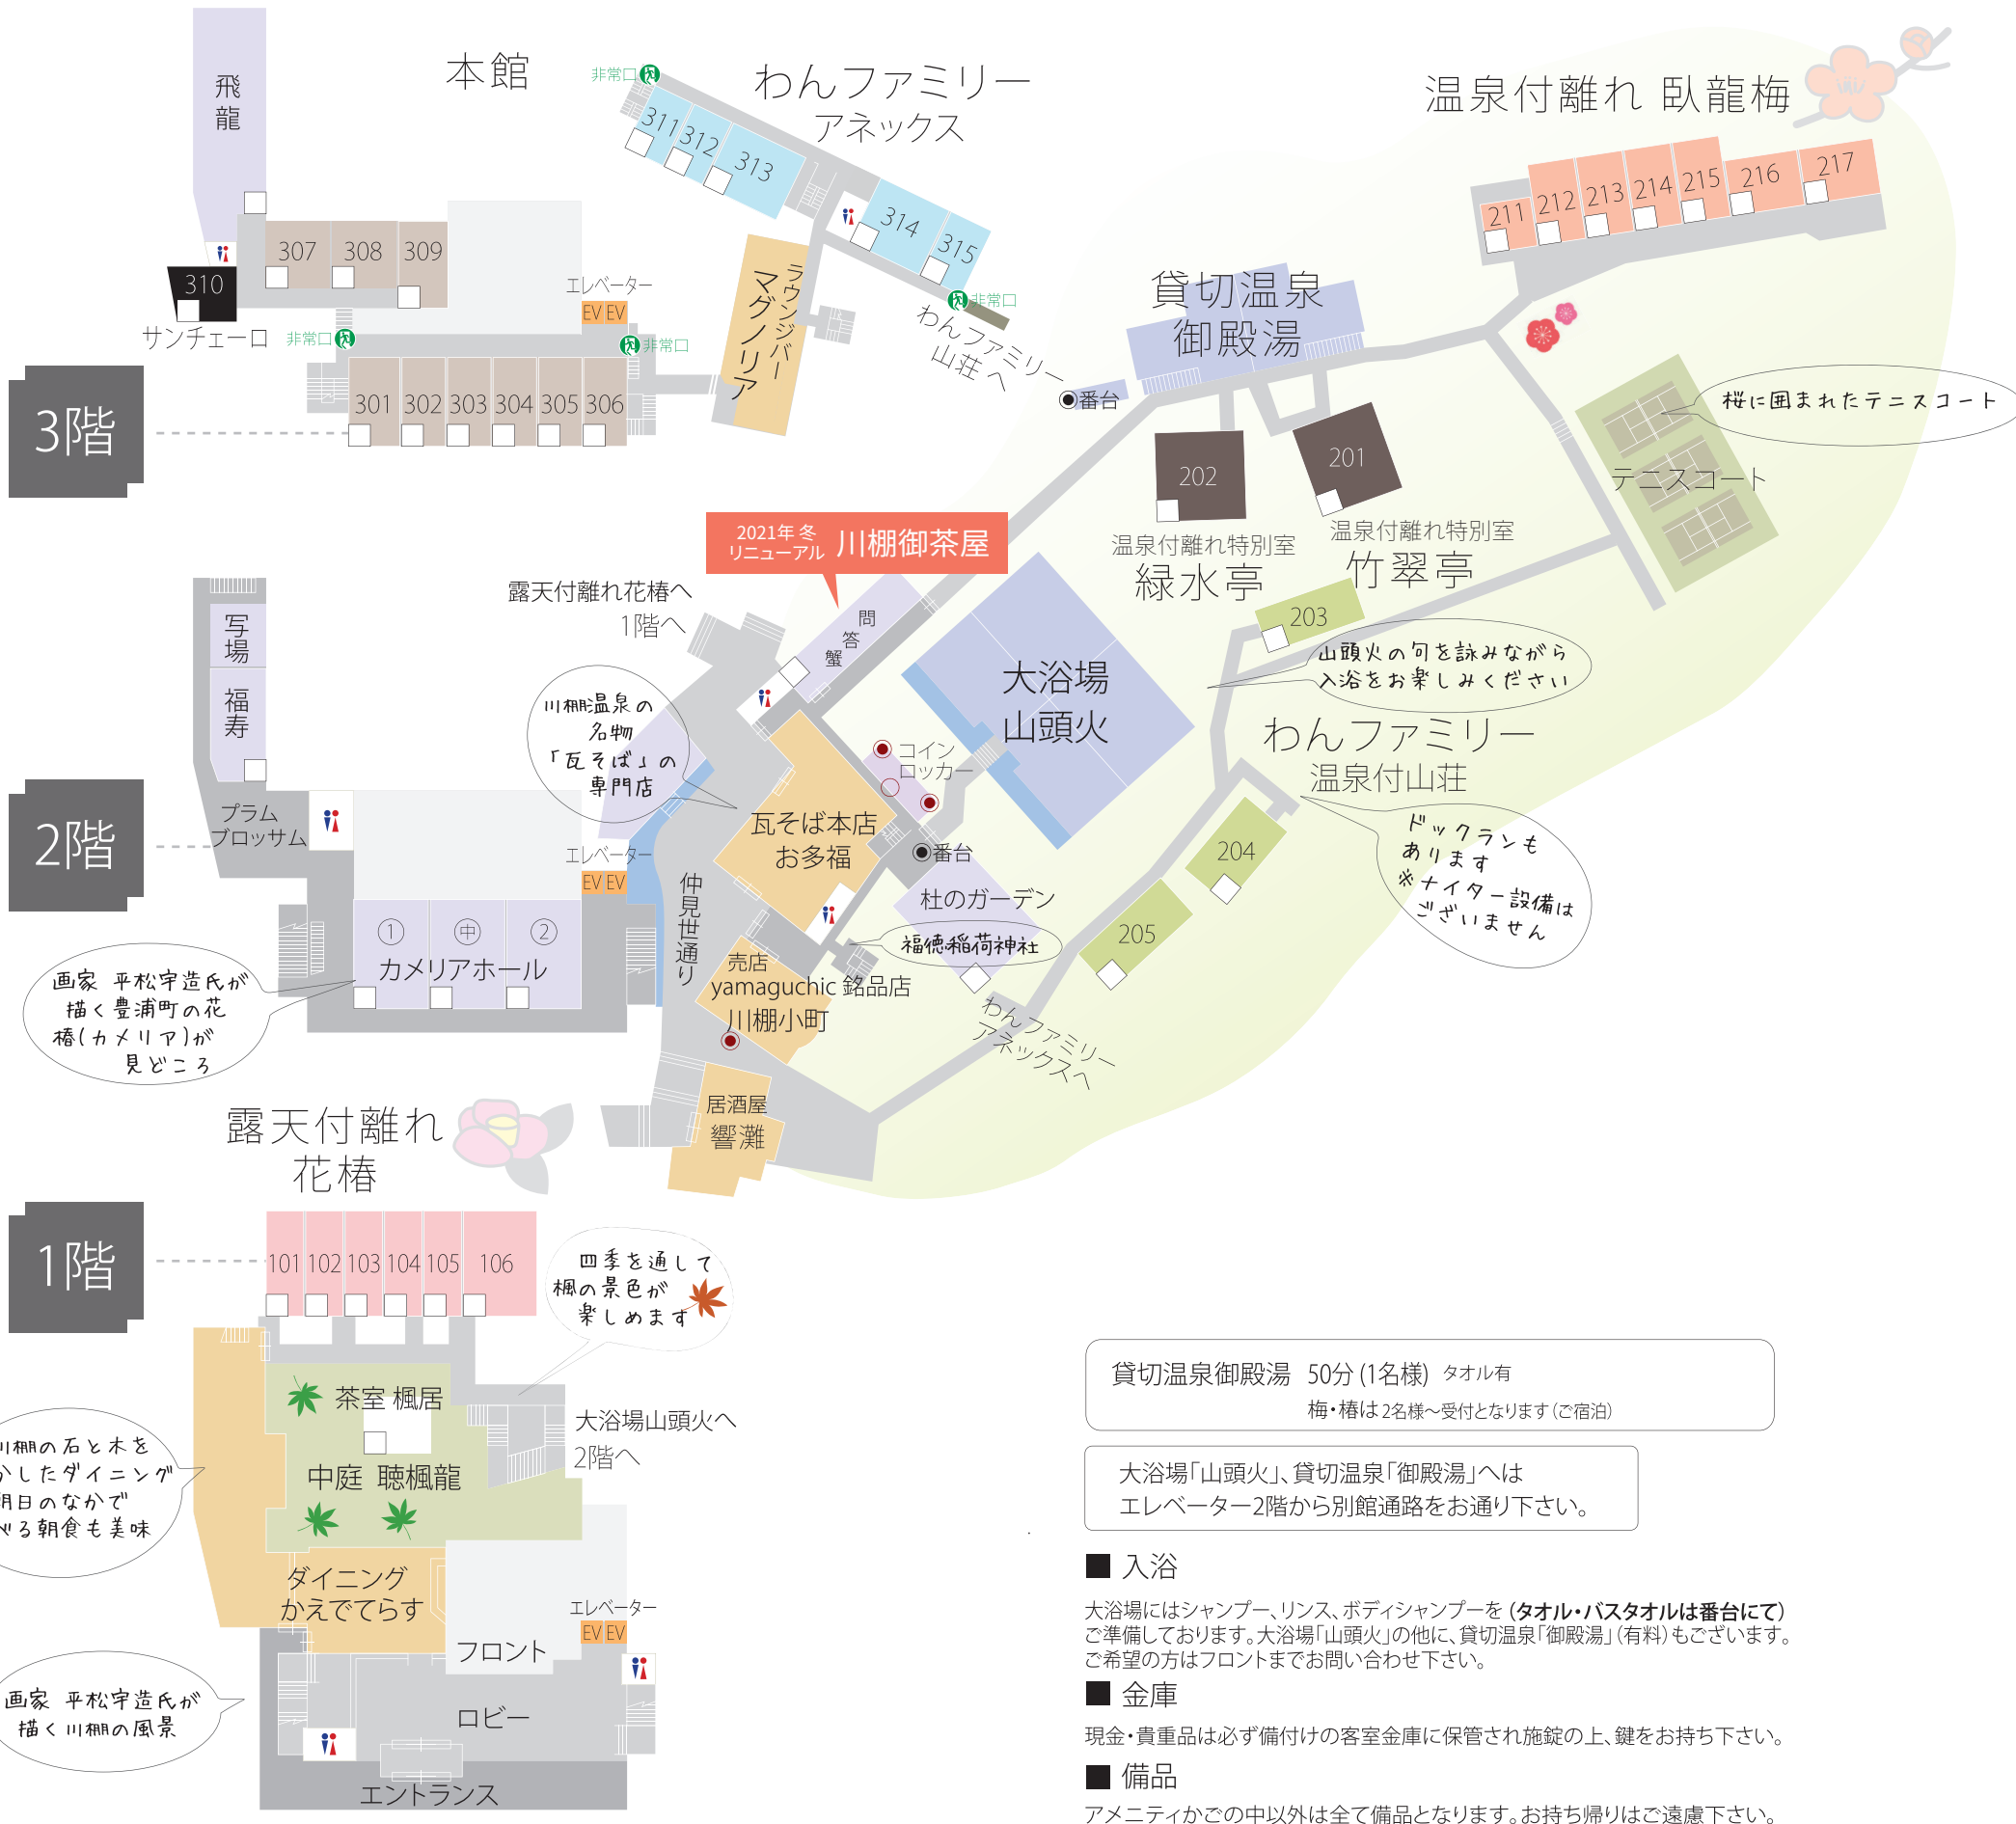 本館
飛龍
307
308
309
310
サンチェーロ
エレベーター
EV EV
非常口
非常口
301
302
303
304
305
306
3階
わんファミリー
アネックス
非常口
311
312
313
314
315
非常口
ラウンジバー
マグノリア
わんファミリー
山荘 へ
温泉付離れ 臥龍梅
211
212
213
214
215
216
217
貸切温泉
御殿湯
番台
202
温泉付離れ特別室
緑水亭
201
温泉付離れ特別室
竹翠亭
桜に囲まれたテニスコート
テニスコート
2021年 冬
リニューアル
川棚御茶屋
問答蟹
露天付離れ花椿へ
1階へ
大浴場
山頭火
203
山頭火の句を詠みながら
入浴をお楽しみください
わんファミリー
温泉付山荘
ドックランも
あります
※ナイター設備は
ございません
204
205
川棚温泉の
名物
「瓦そば」の
専門店
コイン
ロッカー
瓦そば本店
お多福
番台
杜のガーデン
福徳稲荷神社
仲見世通り
売店
yamaguchic 銘品店
川棚小町
わんファミリー
アネックスへ
居酒屋
響灘
2階
写場
福寿
プラム
ブロッサム
エレベーター
EV EV
① 中 ②
カメリアホール
画家 平松宇造氏が
描く豊浦町の花
椿(カメリア)が
見どころ
露天付離れ
花椿
1階
101
102
103
104
105
106
四季を通して
楓の景色が
楽しめます
茶室 楓居
中庭 聴楓龍
大浴場山頭火へ
2階へ
川棚の石と木を
かしたダイニング
朝日のなかで
べる朝食も美味
ダイニング
かえでてらす
エレベーター
EV EV
フロント
ロビー
エントランス
画家 平松宇造氏が
描く川棚の風景
貸切温泉御殿湯 50分 (1名様) タオル有
梅・椿は 2名様～受付となります (ご宿泊)
大浴場「山頭火」、貸切温泉「御殿湯」へは
エレベーター2階から別館通路をお通り下さい。
■ 入浴
大浴場にはシャンプー、リンス、ボディシャンプーを (タオル・バスタオルは番台にて)
ご準備しております。大浴場「山頭火」の他に、貸切温泉「御殿湯」(有料)もございます。
ご希望の方はフロントまでお問い合わせ下さい。
■ 金庫
現金・貴重品は必ず備付けの客室金庫に保管され施錠の上、鍵をお持ち下さい。
■ 備品
アメニティかごの中以外は全て備品となります。お持ち帰りはご遠慮下さい。